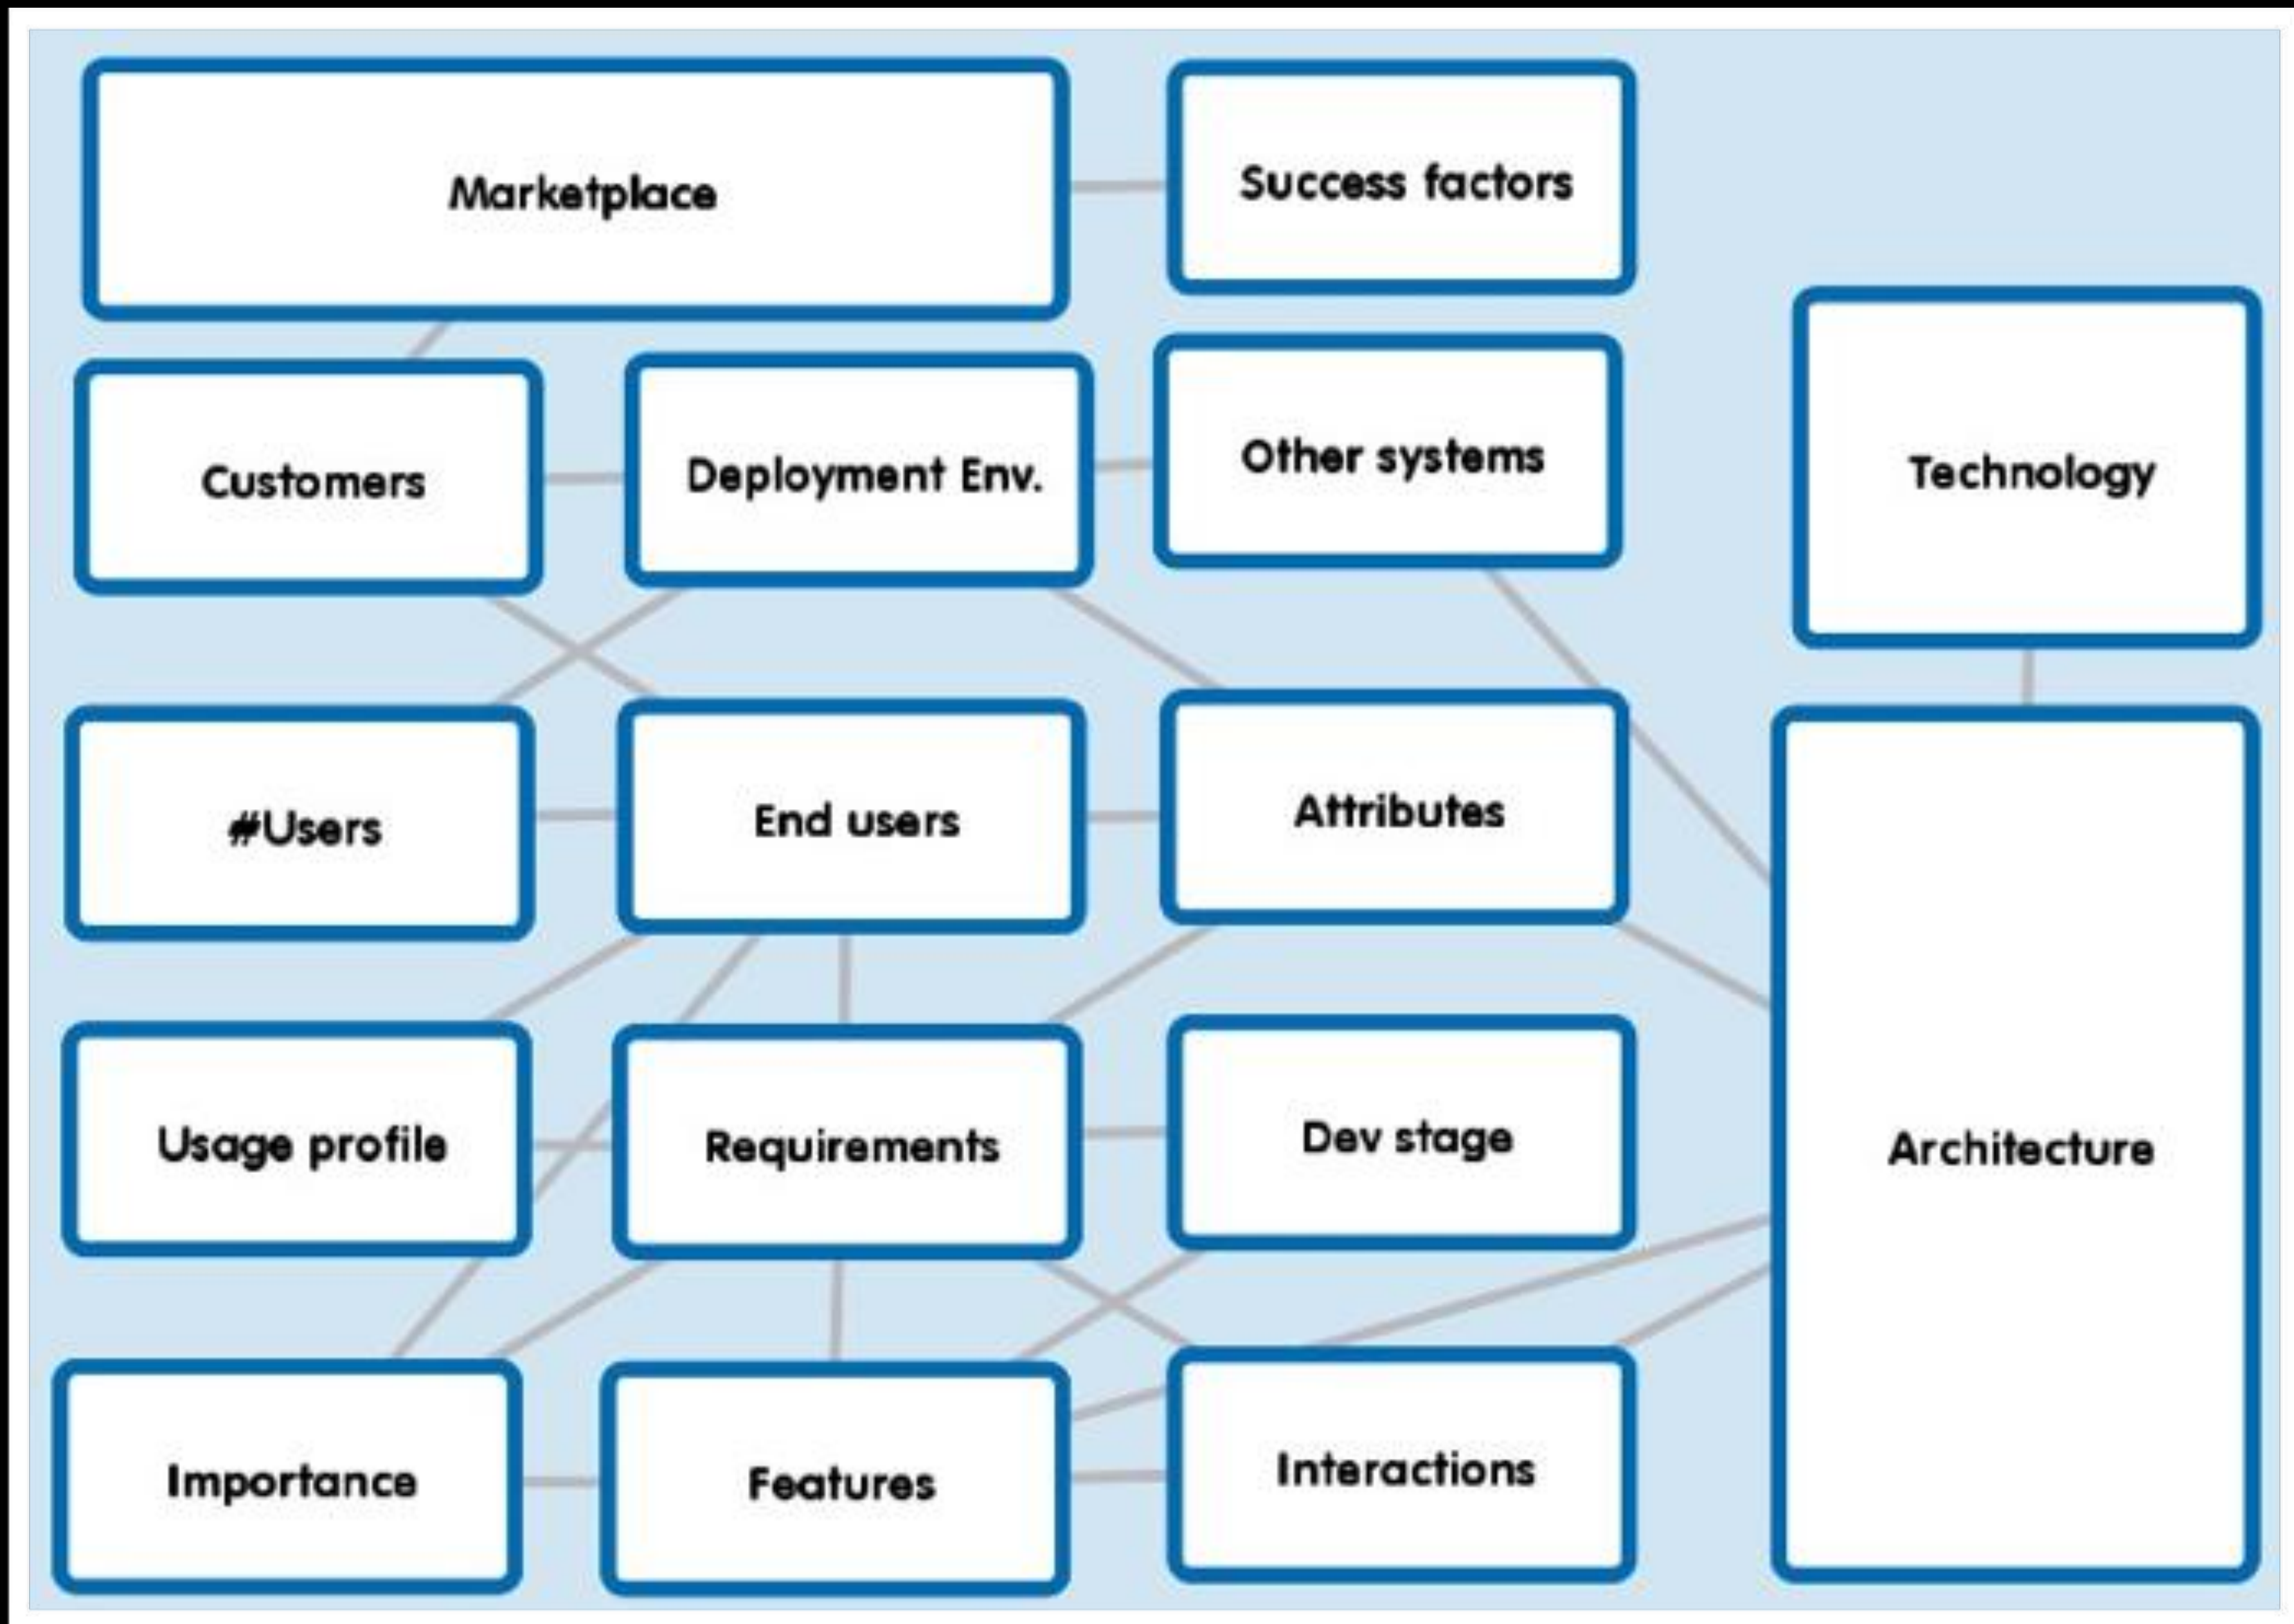 Marketplace
Success factors
Customers
Deployment Env.
Other systems
Technology
#Users
End users
Attributes
Usage profile
Requirements
Dev stage
Architecture
Importance
Features
Interactions